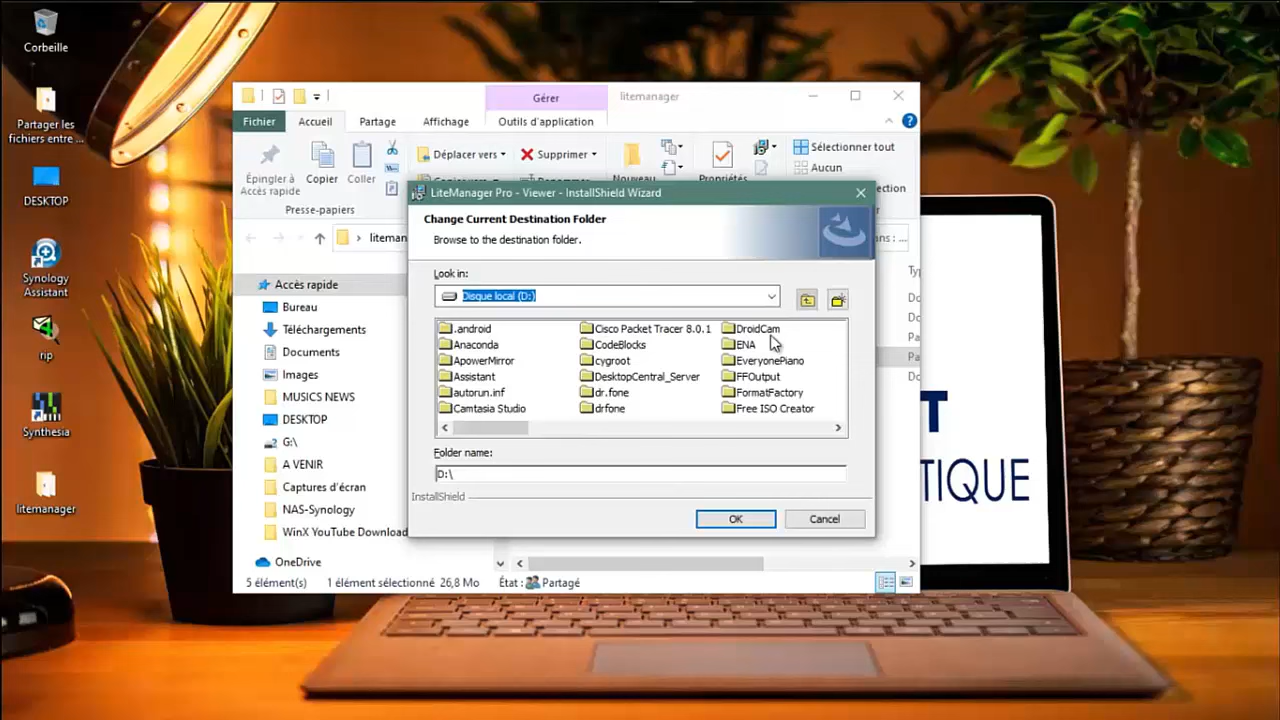 Corbeille
Partager les
fichiers entre ...
DESKTOP
Synology
Assistant
rip
Synthesia
litemanager
Gérer
litemanager
Fichier
Accueil
Partage
Affichage
Outils d'application
Épingler à
Accès rapide
Copier
Coller
Presse-papiers
Déplacer vers
Supprimer
Nouveau
Propriétés
Sélectionner tout
Aucun
litemar
Accès rapide
Bureau
Téléchargements
Documents
Images
MUSICS NEWS
DESKTOP
G:\
A VENIR
Captures d'écran
NAS-Synology
WinX YouTube Download
OneDrive
5 élément(s)
1 élément sélectionné 26,8 Mo
État :
Partagé
LiteManager Pro - Viewer - InstallShield Wizard
Change Current Destination Folder
Browse to the destination folder.
Look in:
Disque local (D:)
.android
Cisco Packet Tracer 8.0.1
DroidCam
Anaconda
CodeBlocks
ENA
ApowerMirror
cygroot
EveryonePiano
Assistant
DesktopCentral_Server
FFOutput
autorun.inf
dr.fone
FormatFactory
Camtasia Studio
drfone
Free ISO Creator
Folder name:
D:\
InstallShield
OK
Cancel
T
TIQUE